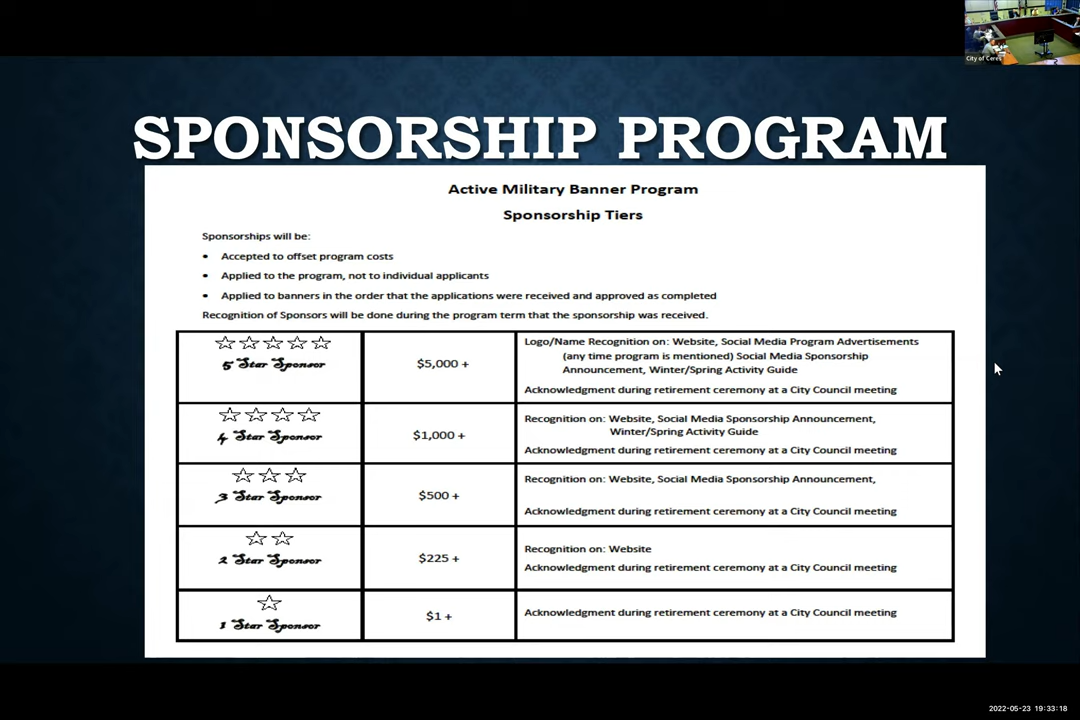 City of Ceres
SPONSORSHIP PROGRAM
Active Military Banner Program
Sponsorship Tiers
Sponsorships will be:
• Accepted to offset program costs
• Applied to the program, not to individual applicants
• Applied to banners in the order that the applications were received and approved as completed
Recognition of Sponsors will be done during the program term that the sponsorship was received.
5 Star Sponsor
$5,000 +
Logo/Name Recognition on: Website, Social Media Program Advertisements
(any time program is mentioned) Social Media Sponsorship
Announcement, Winter/Spring Activity Guide
Acknowledgment during retirement ceremony at a City Council meeting
4 Star Sponsor
$1,000 +
Recognition on: Website, Social Media Sponsorship Announcement,
Winter/Spring Activity Guide
Acknowledgment during retirement ceremony at a City Council meeting
3 Star Sponsor
$500 +
Recognition on: Website, Social Media Sponsorship Announcement,
Acknowledgment during retirement ceremony at a City Council meeting
2 Star Sponsor
$225 +
Recognition on: Website
Acknowledgment during retirement ceremony at a City Council meeting
1 Star Sponsor
$1 +
Acknowledgment during retirement ceremony at a City Council meeting
2022-05-23 19:33:18